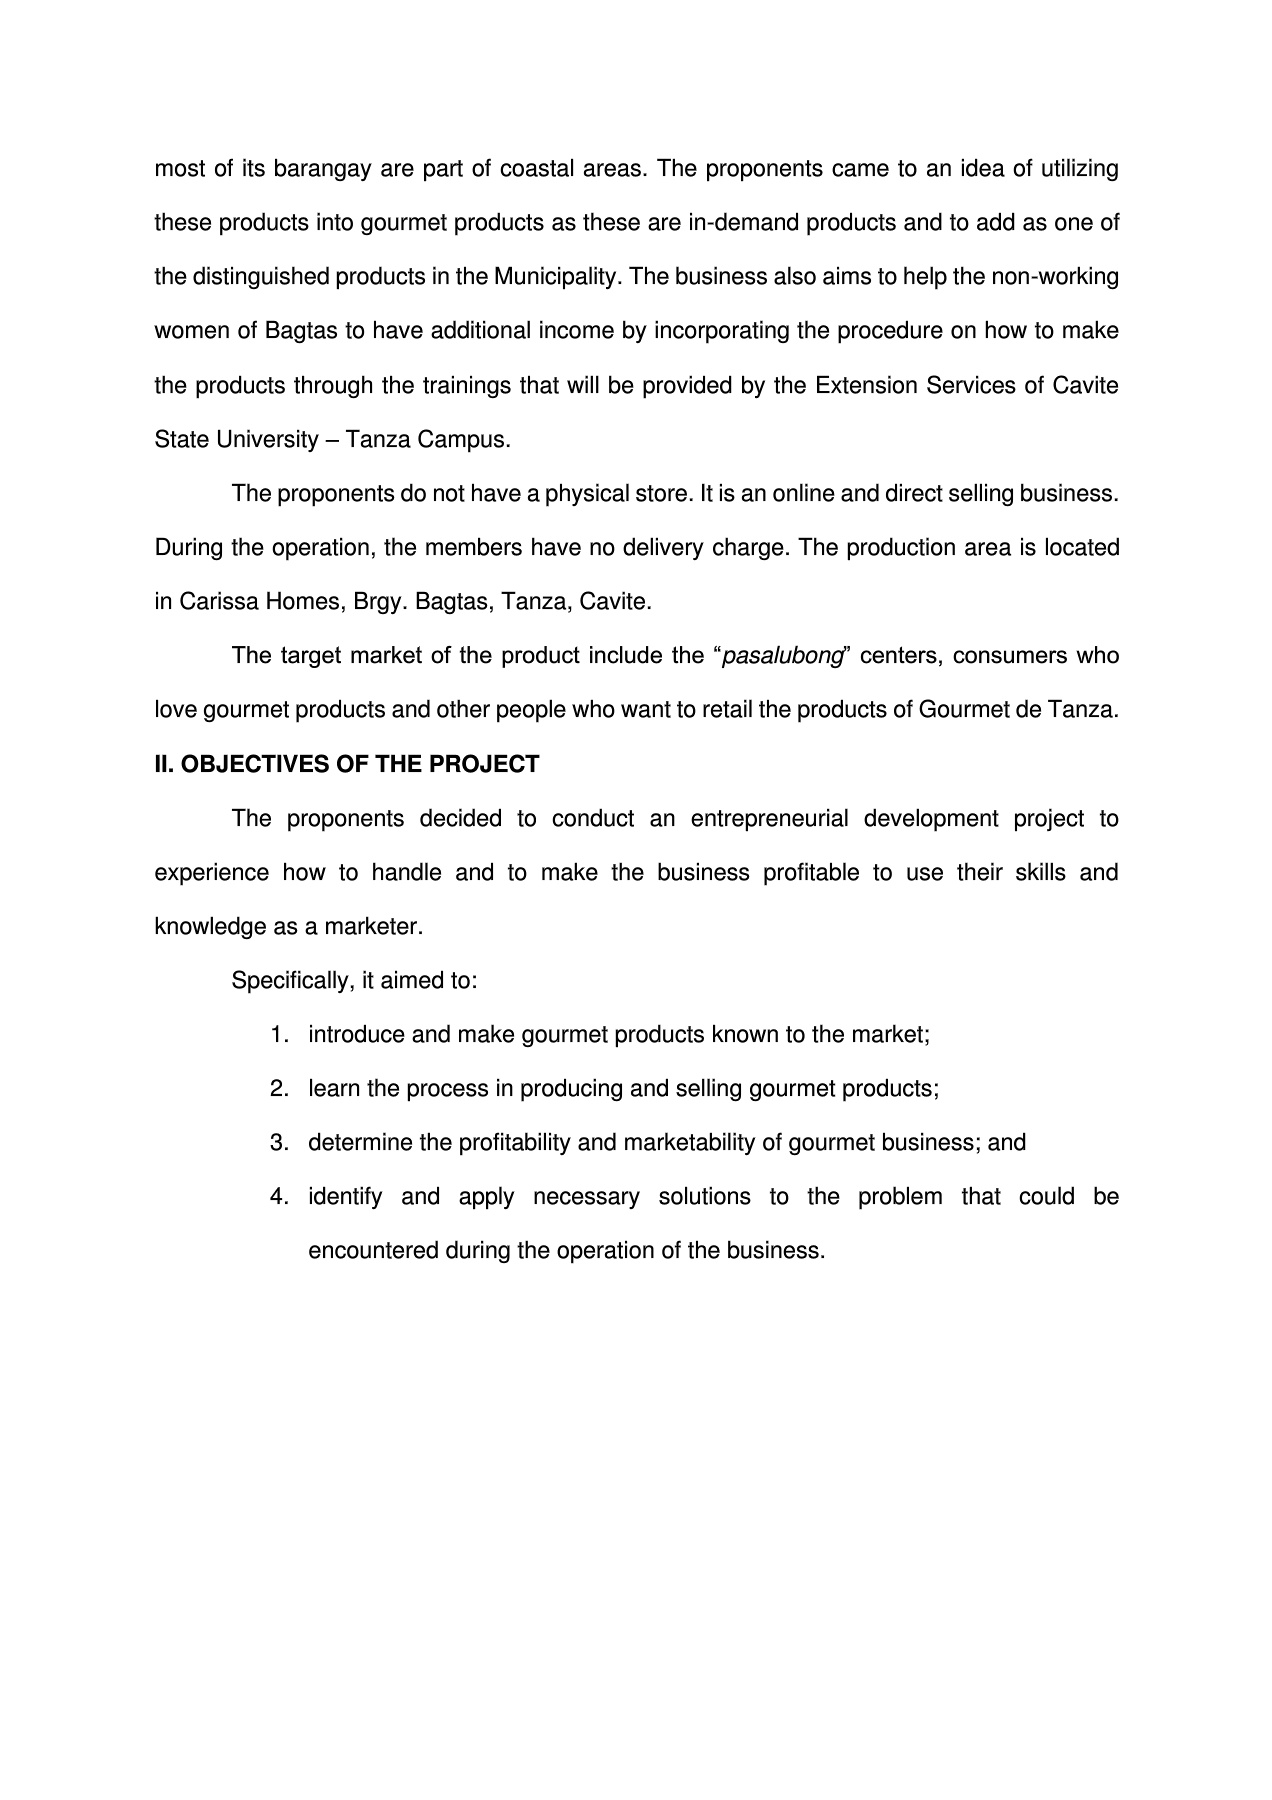 most of its barangay are part of coastal areas. The proponents came to an idea of utilizing
these products into gourmet products as these are in-demand products and to add as one of
the distinguished products in the Municipality. The business also aims to help the non-working
women of Bagtas to have additional income by incorporating the procedure on how to make
the products through the trainings that will be provided by the Extension Services of Cavite
State University – Tanza Campus.
The proponents do not have a physical store. It is an online and direct selling business.
During the operation, the members have no delivery charge. The production area is located
in Carissa Homes, Brgy. Bagtas, Tanza, Cavite.
The target market of the product include the “pasalubong” centers, consumers who
love gourmet products and other people who want to retail the products of Gourmet de Tanza.
II. OBJECTIVES OF THE PROJECT
The proponents decided to conduct an entrepreneurial development project to
experience how to handle and to make the business profitable to use their skills and
knowledge as a marketer.
Specifically, it aimed to:
1. introduce and make gourmet products known to the market;
2. learn the process in producing and selling gourmet products;
3. determine the profitability and marketability of gourmet business; and
4. identify and apply necessary solutions to the problem that could be
encountered during the operation of the business.